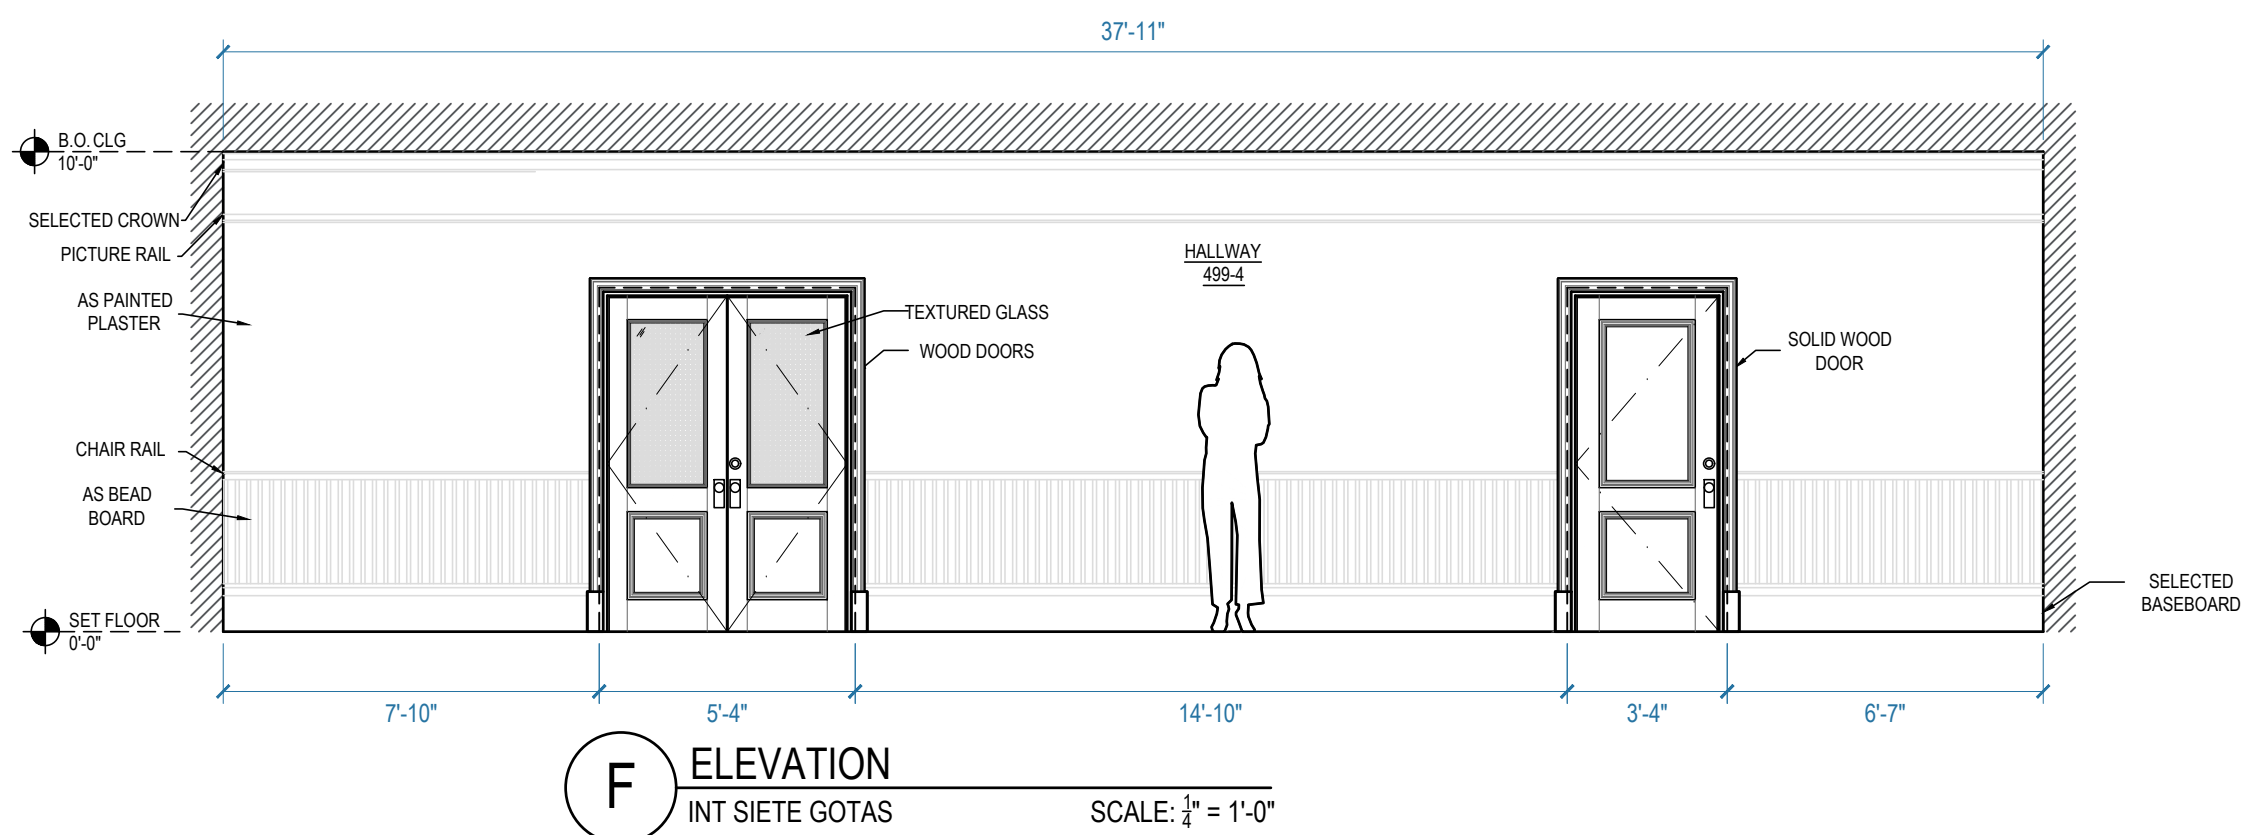 37'-11"
B.O. CLG
10'-0"
SELECTED CROWN
PICTURE RAIL
AS PAINTED
PLASTER
CHAIR RAIL
AS BEAD
BOARD
SET FLOOR
0'-0"
TEXTURED GLASS
WOOD DOORS
HALLWAY
499-4
SOLID WOOD
DOOR
SELECTED
BASEBOARD
7'-10"
5'-4"
14'-10"
3'-4"
6'-7"
F
ELEVATION
INT SIETE GOTAS
SCALE: 1/4" = 1'-0"